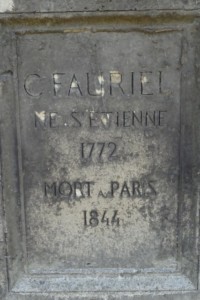 C. FAURIEL
NE. S ETIENNE
1772
MORT A PARIS
1844